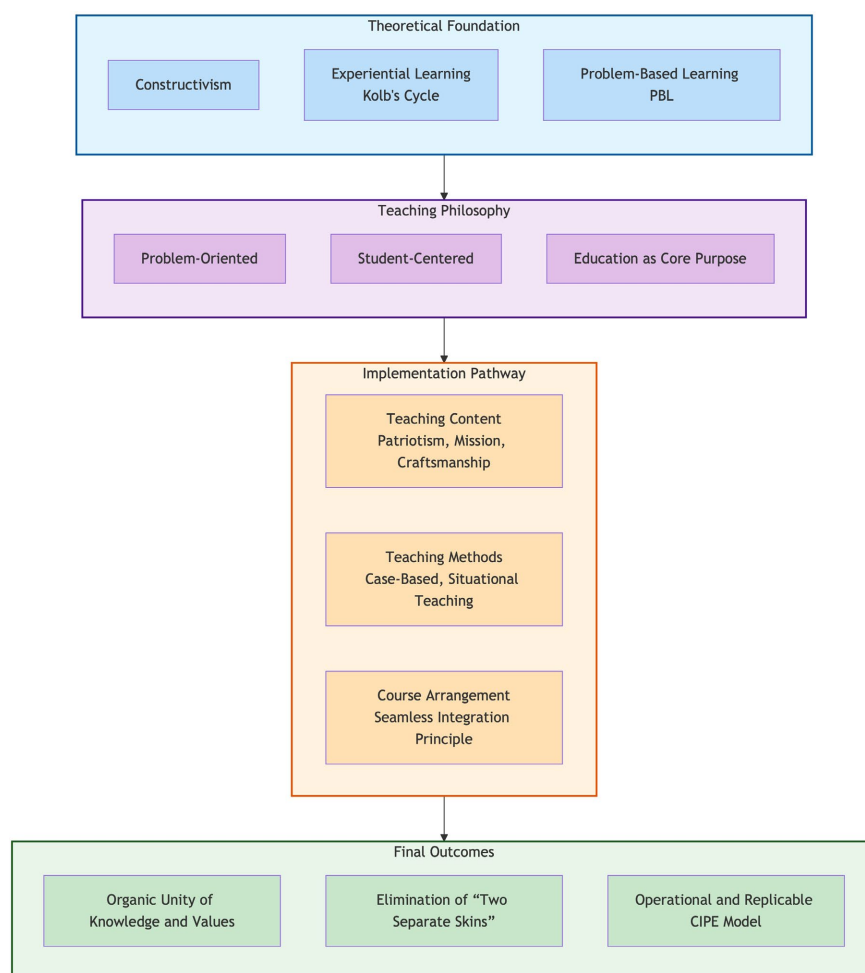 Theoretical Foundation
Constructivism
Experiential Learning
Kolb's Cycle
Problem-Based Learning
PBL
Teaching Philosophy
Problem-Oriented
Student-Centered
Education as Core Purpose
Implementation Pathway
Teaching Content
Patriotism, Mission,
Craftsmanship
Teaching Methods
Case-Based, Situational
Teaching
Course Arrangement
Seamless Integration
Principle
Final Outcomes
Organic Unity of
Knowledge and Values
Elimination of “Two
Separate Skins”
Operational and Replicable
CIPE Model